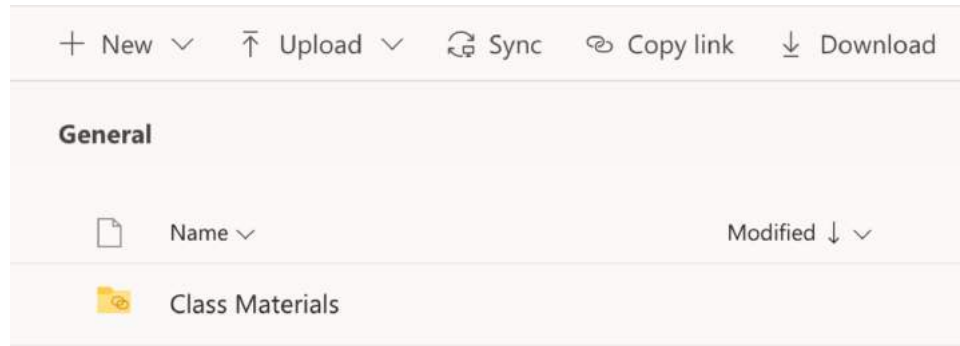 New Upload Sync Copy link Download
General
Name Modified
Class Materials